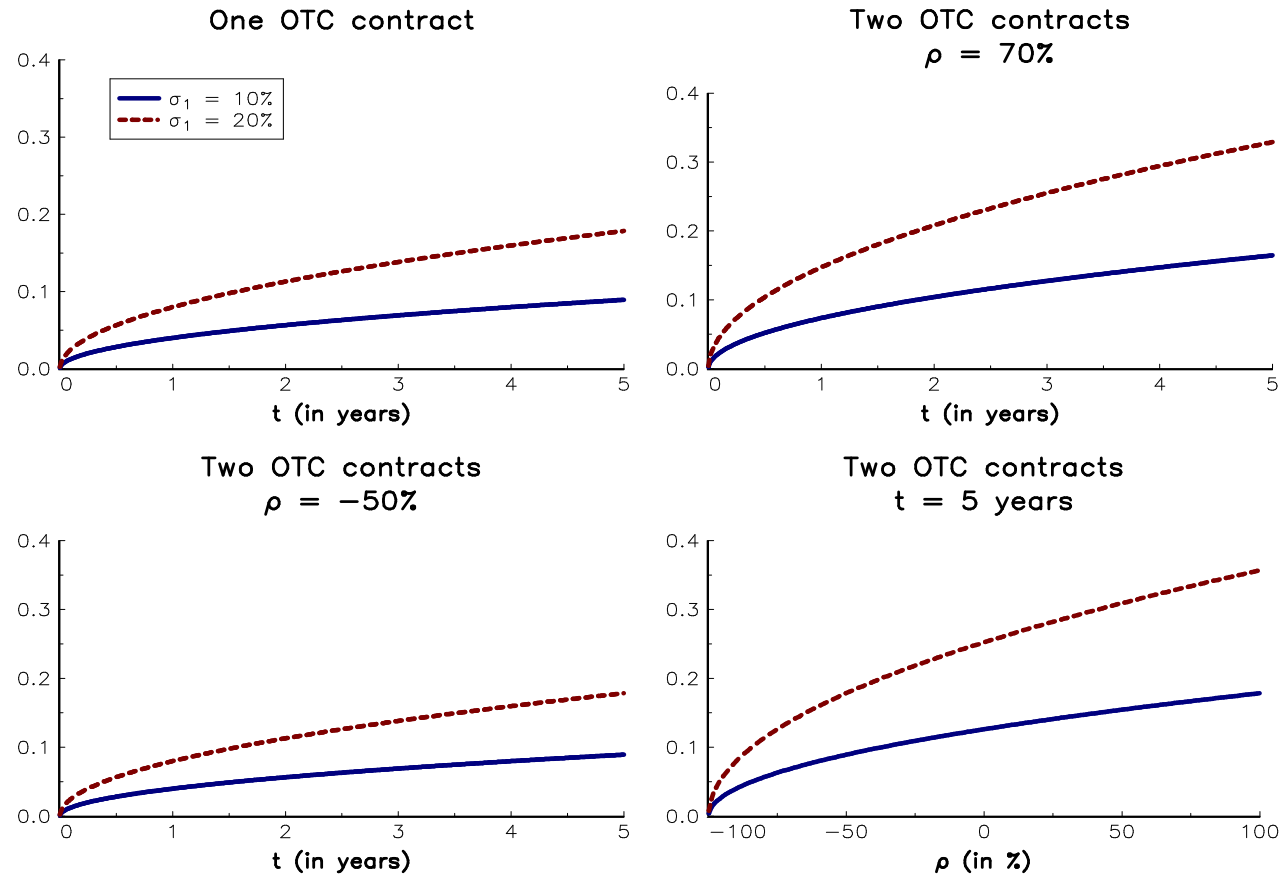 One OTC contract
0.4
0.3
0.2
0.1
0.0
σ₁ = 10%
σ₁ = 20%
0 1 2 3 4 5
t (in years)
Two OTC contracts
ρ = 70%
0.4
0.3
0.2
0.1
0.0
0 1 2 3 4 5
t (in years)
Two OTC contracts
ρ = −50%
0.4
0.3
0.2
0.1
0.0
0 1 2 3 4 5
t (in years)
Two OTC contracts
t = 5 years
0.4
0.3
0.2
0.1
0.0
−100 −50 0 50 100
ρ (in %)